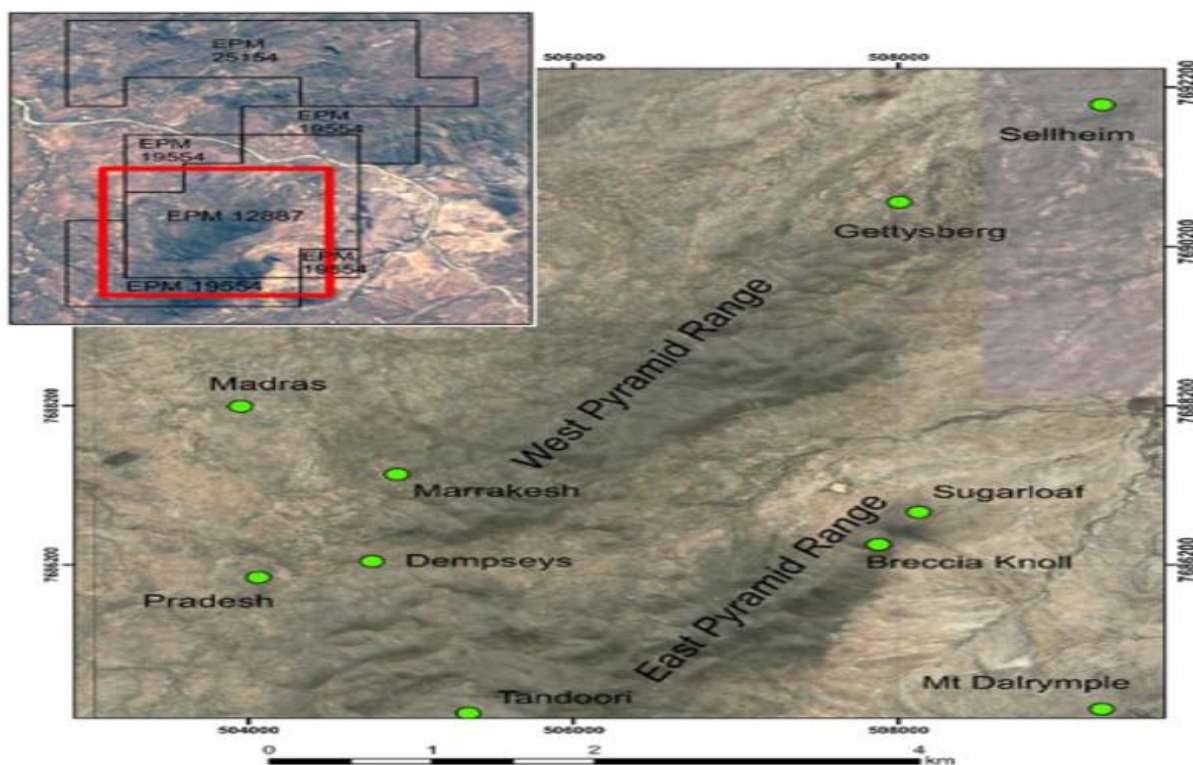 EPM
25154
EPM
19554
EPM
19554
EPM 12887
EPM
19554
EPM 19554
506000
508000
7692200
Sellheim
Gettysberg
7690200
West Pyramid Range
Madras
7688200
7688200
Marrakesh
Sugarloaf
East Pyramid Range
Breccia Knoll
Dempseys
7686200
7686200
Pradesh
Mt Dalrymple
Tandoori
504000
506000
508000
0 1 2 4
km